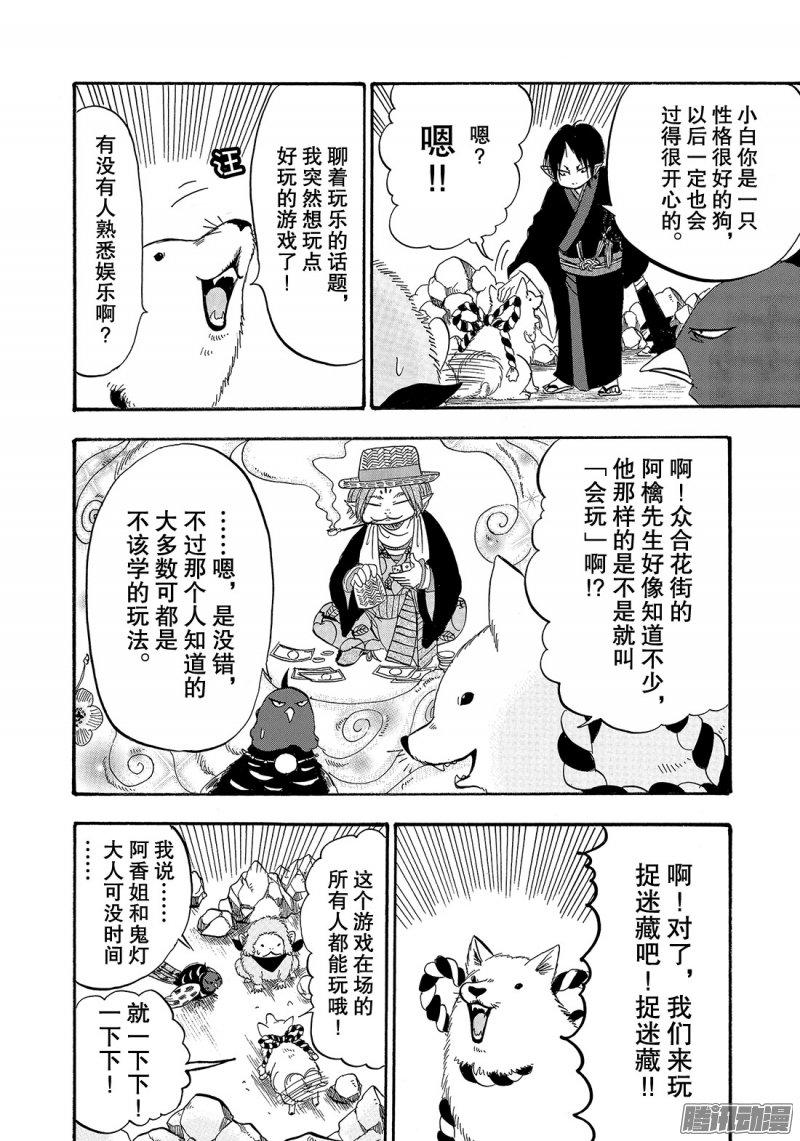 小白你是一只
性格很好的狗，
以后一定也会
过得很开心的。
嗯？
嗯!!
聊着玩乐的话题，
我突然想玩点
好玩的游戏了！
汪
有没有人熟悉娱乐啊？
啊！众合花街的
阿檎先生好像知道不少，
他那样的是不是就叫
「会玩」啊!?
……嗯，是没错，
不过那个人知道的
大多数可都是
不该学的玩法。
啊！对了，我们来玩
捉迷藏吧！捉迷藏!!
这个游戏在场的
所有人都能玩哦！
我说……
阿香姐和鬼灯
大人可没时间
……
就一下下！
一下下！
腾讯动漫